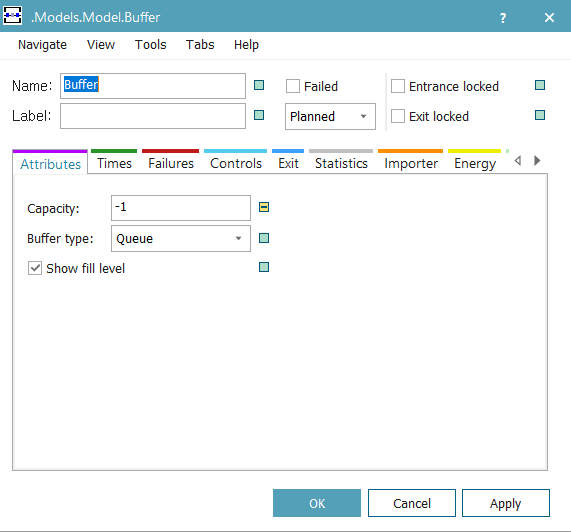 .Models.Model.Buffer ? ×
Navigate View Tools Tabs Help
Name: Buffer Failed Entrance locked
Label: Planned Exit locked
Attributes Times Failures Controls Exit Statistics Importer Energy
Capacity: -1
Buffer type: Queue
Show fill level
OK Cancel Apply